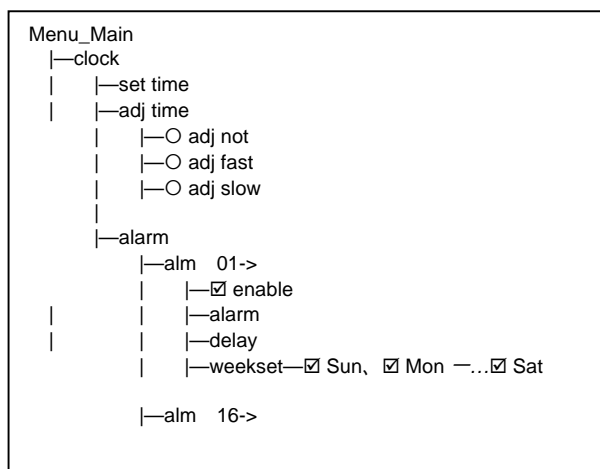 Menu_Main
|—clock
| |—set time
| |—adj time
| |—○ adj not
| |—○ adj fast
| |—○ adj slow
|
|—alarm
|—alm 01->
| |—☑ enable
| | |—alarm
| | |—delay
| |—weekset—☑ Sun、☑ Mon —…☑ Sat
|—alm 16->